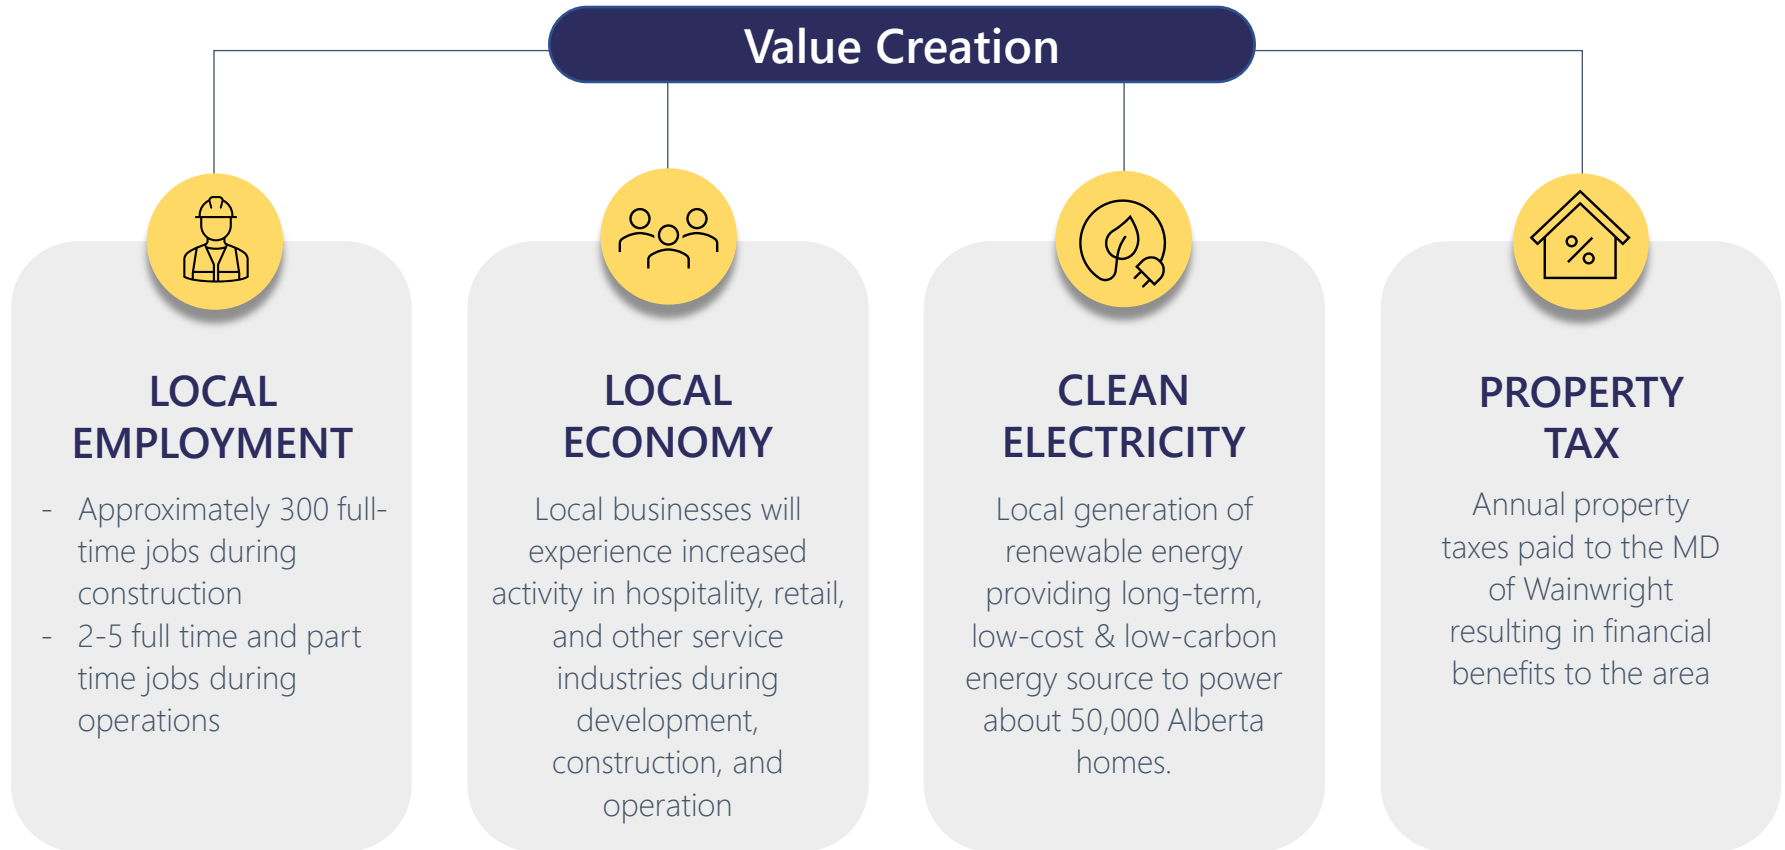 Value Creation
LOCAL
EMPLOYMENT
- Approximately 300 full-
time jobs during
construction
- 2-5 full time and part
time jobs during
operations
LOCAL
ECONOMY
Local businesses will
experience increased
activity in hospitality, retail,
and other service
industries during
development,
construction, and
operation
CLEAN
ELECTRICITY
Local generation of
renewable energy
providing long-term,
low-cost & low-carbon
energy source to power
about 50,000 Alberta
homes.
PROPERTY
TAX
Annual property
taxes paid to the MD
of Wainwright
resulting in financial
benefits to the area